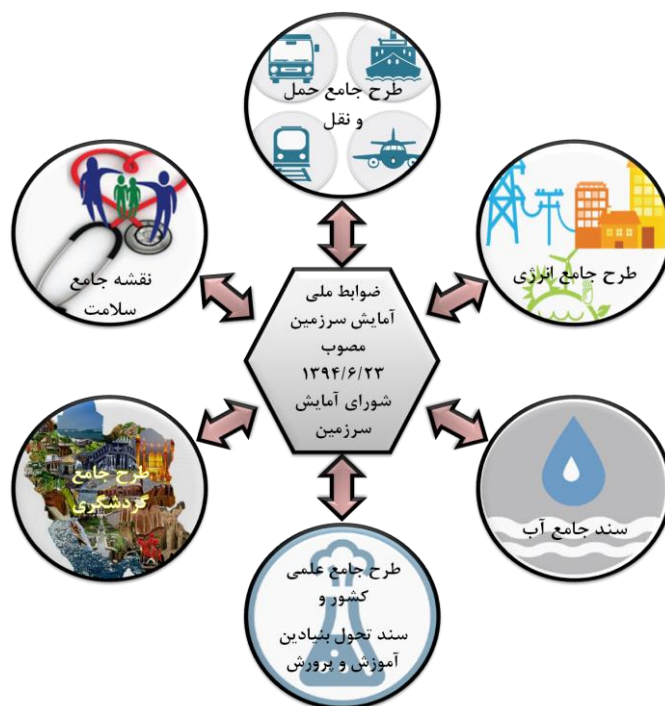 طرح جامع حمل
و نقل
نقشه جامع
سلامت
طرح جامع انرژی
ضوابط ملی
آمایش سرزمین
مصوب
۱۳۹۴/۶/۲۳
شورای آمایش
سرزمین
طرح جامع
گردشگری
سند جامع آب
طرح جامع علمی
کشور و
سند تحول بنیادین
آموزش و پرورش